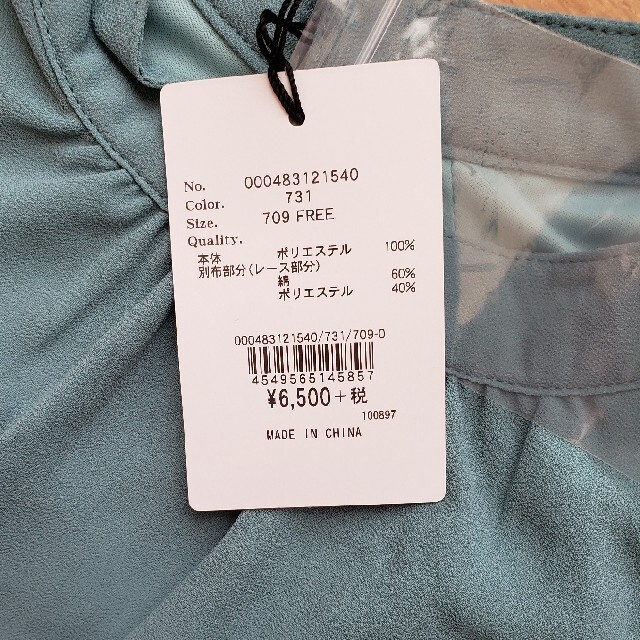 No. 000483121540
Color. 731
Size. 709 FREE
Quality.
本体 ポリエステル 100%
別布部分(レース部分)
綿 60%
ポリエステル 40%
000483121540/731/709-D
4549565145857
¥6,500+税
100897
MADE IN CHINA